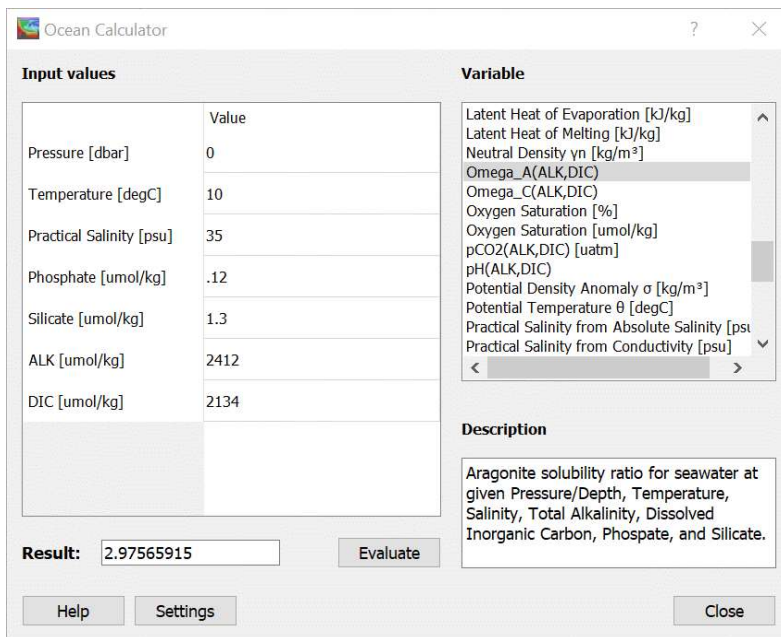 Ocean Calculator
?
Input values
Value
Pressure [dbar] 0
Temperature [degC] 10
Practical Salinity [psu] 35
Phosphate [umol/kg] .12
Silicate [umol/kg] 1.3
ALK [umol/kg] 2412
DIC [umol/kg] 2134
Result: 2.97565915
Evaluate
Variable
Latent Heat of Evaporation [kJ/kg]
Latent Heat of Melting [kJ/kg]
Neutral Density γn [kg/m³]
Omega_A(ALK,DIC)
Omega_C(ALK,DIC)
Oxygen Saturation [%]
Oxygen Saturation [umol/kg]
pCO2(ALK,DIC) [uatm]
pH(ALK,DIC)
Potential Density Anomaly σ [kg/m³]
Potential Temperature θ [degC]
Practical Salinity from Absolute Salinity [psu
Practical Salinity from Conductivity [psu]
Description
Aragonite solubility ratio for seawater at
given Pressure/Depth, Temperature,
Salinity, Total Alkalinity, Dissolved
Inorganic Carbon, Phospate, and Silicate.
Help
Settings
Close